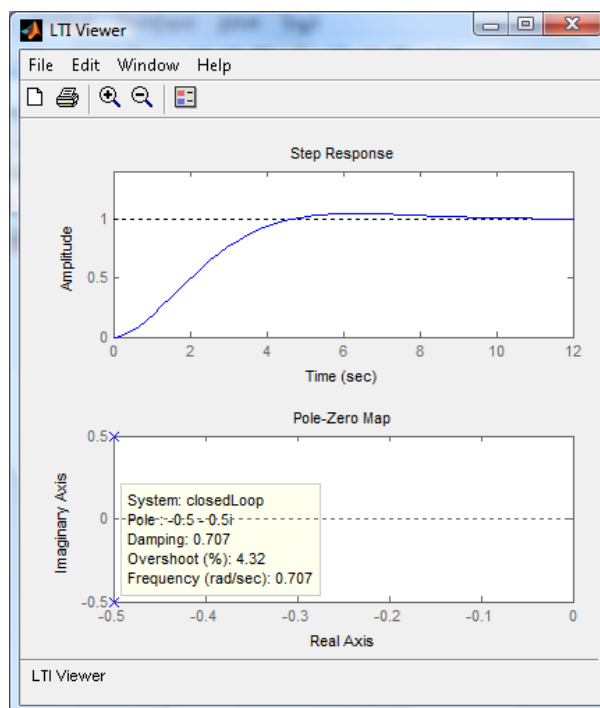 LTI Viewer
File Edit Window Help
Step Response
Amplitude
1
0.5
0
0 2 4 6 8 10 12
Time (sec)
Pole-Zero Map
Imaginary Axis
0.5
0
-0.5
System: closedLoop
Pole : -0.5 - 0.5i
Damping: 0.707
Overshoot (%): 4.32
Frequency (rad/sec): 0.707
-0.5 -0.4 -0.3 -0.2 -0.1 0
Real Axis
LTI Viewer